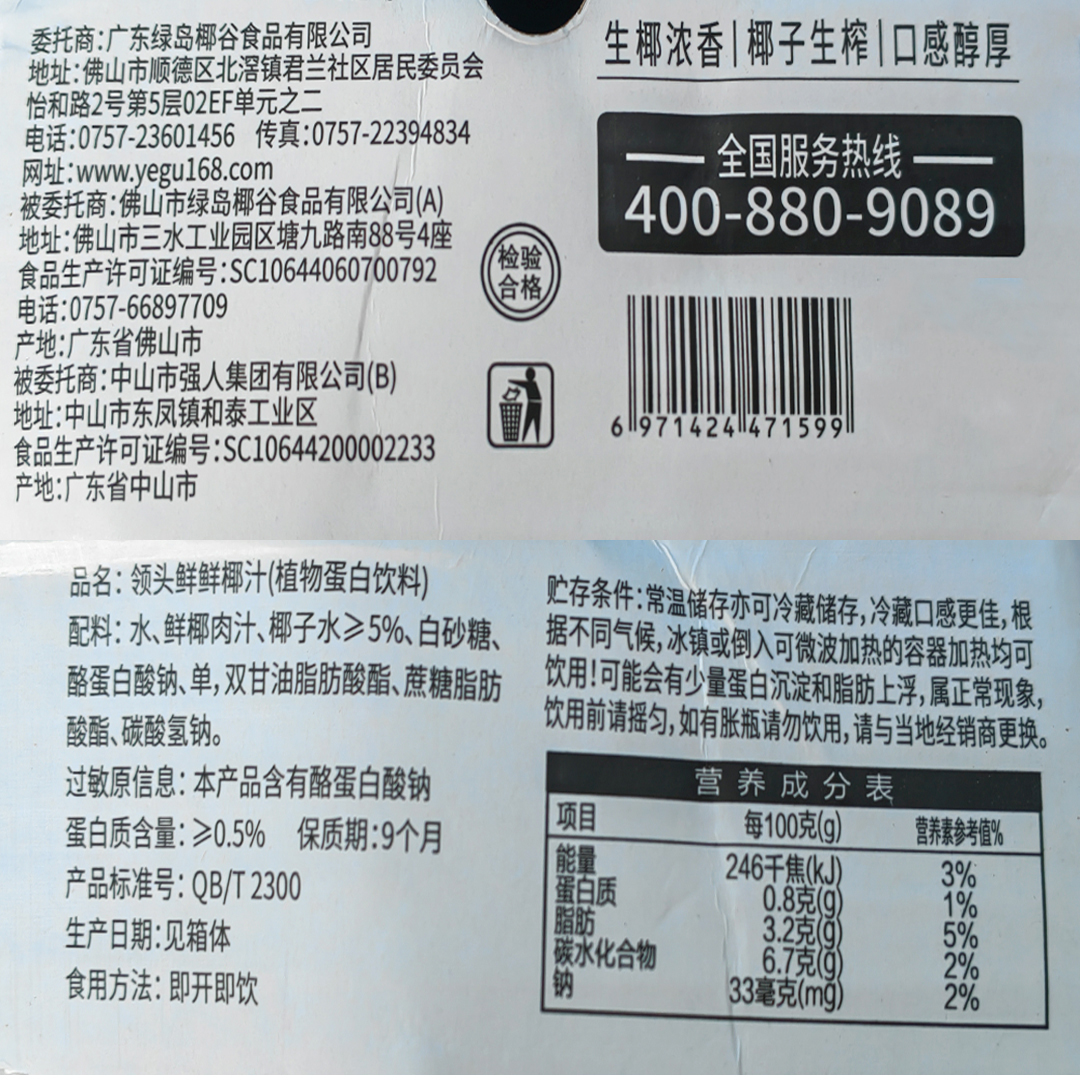 委托商:广东绿岛椰谷食品有限公司
地址:佛山市顺德区北滘镇君兰社区居民委员会
怡和路2号第5层02EF单元之二
电话:0757-23601456 传真:0757-22394834
网址:www.yegu168.com
被委托商:佛山市绿岛椰谷食品有限公司(A)
地址:佛山市三水工业园区塘九路南88号4座
食品生产许可证编号:SC10644060700792
电话:0757-66897709
产地:广东省佛山市
被委托商:中山市强人集团有限公司(B)
地址:中山市东凤镇和泰工业区
食品生产许可证编号:SC10644200002233
产地:广东省中山市
检验
合格
生椰浓香|椰子生榨|口感醇厚
全国服务热线
400-880-9089
6 971424 471599
品名:领头鲜鲜椰汁(植物蛋白饮料)
配料:水、鲜椰肉汁、椰子水≥5%、白砂糖、
酪蛋白酸钠、单,双甘油脂肪酸酯、蔗糖脂肪
酸酯、碳酸氢钠。
过敏原信息:本产品含有酪蛋白酸钠
蛋白质含量:≥0.5% 保质期:9个月
产品标准号:QB/T 2300
生产日期:见箱体
食用方法:即开即饮
贮存条件:常温储存亦可冷藏储存,冷藏口感更佳,根
据不同气候,冰镇或倒入可微波加热的容器加热均可
饮用!可能会有少量蛋白沉淀和脂肪上浮,属正常现象,
饮用前请摇匀,如有胀瓶请勿饮用,请与当地经销商更换。
营养成分表
项目 每100克(g) 营养素参考值%
能量 246千焦(kJ) 3%
蛋白质 0.8克(g) 1%
脂肪 3.2克(g) 5%
碳水化合物 6.7克(g) 2%
钠 33毫克(mg) 2%